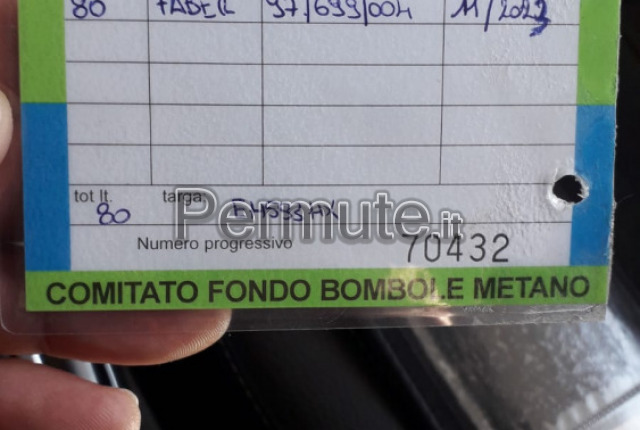 80 FABER 97/699/004 11/2023
tot lt. 80 targa:
Permute.it
Numero progressivo 70432
COMITATO FONDO BOMBOLE METANO